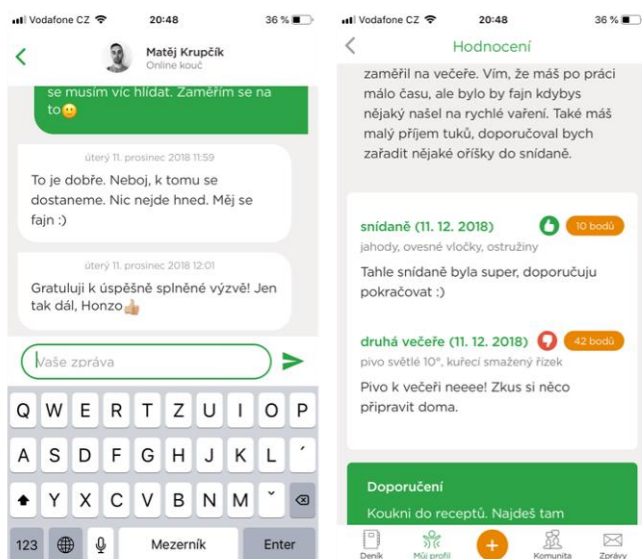 Vodafone CZ
20:48
36 %
Matěj Krupčík
Online kouč
se musím víc hlídat. Zaměřím se na
to
úterý 11. prosinec 2018 11:59
To je dobře. Neboj, k tomu se
dostaneme. Nic nejde hned. Měj se
fajn :)
úterý 11. prosinec 2018 12:01
Gratuluji k úspěšně splněné výzvě! Jen
tak dál, Honzo
Vaše zpráva
Q W E R T Z U I O P
A S D F G H J K L ´
Y X C V B N M ˇ
123 Mezerník Enter
Vodafone CZ
20:48
36 %
Hodnocení
zaměřil na večeře. Vím, že máš po práci
málo času, ale bylo by fajn kdybys
nějaký našel na rychlé vaření. Také máš
malý příjem tuků, doporučoval bych
zařadit nějaké oříšky do snídaně.
snídaně (11. 12. 2018) 10 bodů
jahody, ovesné vločky, ostružiny
Tahle snídaně byla super, doporučuju
pokračovat :)
druhá večeře (11. 12. 2018) 42 bodů
pivo světlé 10°, kuřecí smažený řízek
Pivo k večeři neeee! Zkus si něco
připravit doma.
Doporučení
Koukni do receptů. Najdeš tam
Deník Můj profil Komunita Zprávy